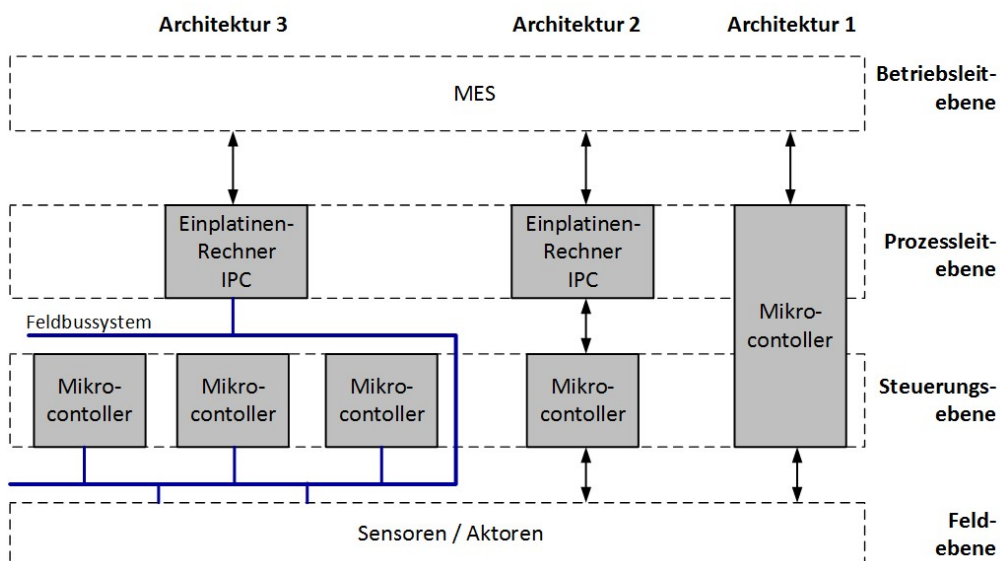 Architektur 3
Architektur 2
Architektur 1
Betriebsleit-
ebene
MES
Einplatinen-
Rechner
IPC
Einplatinen-
Rechner
IPC
Prozessleit-
ebene
Mikro-
contoller
Feldbussystem
Mikro-
contoller
Mikro-
contoller
Mikro-
contoller
Mikro-
contoller
Steuerungs-
ebene
Sensoren / Aktoren
Feld-
ebene